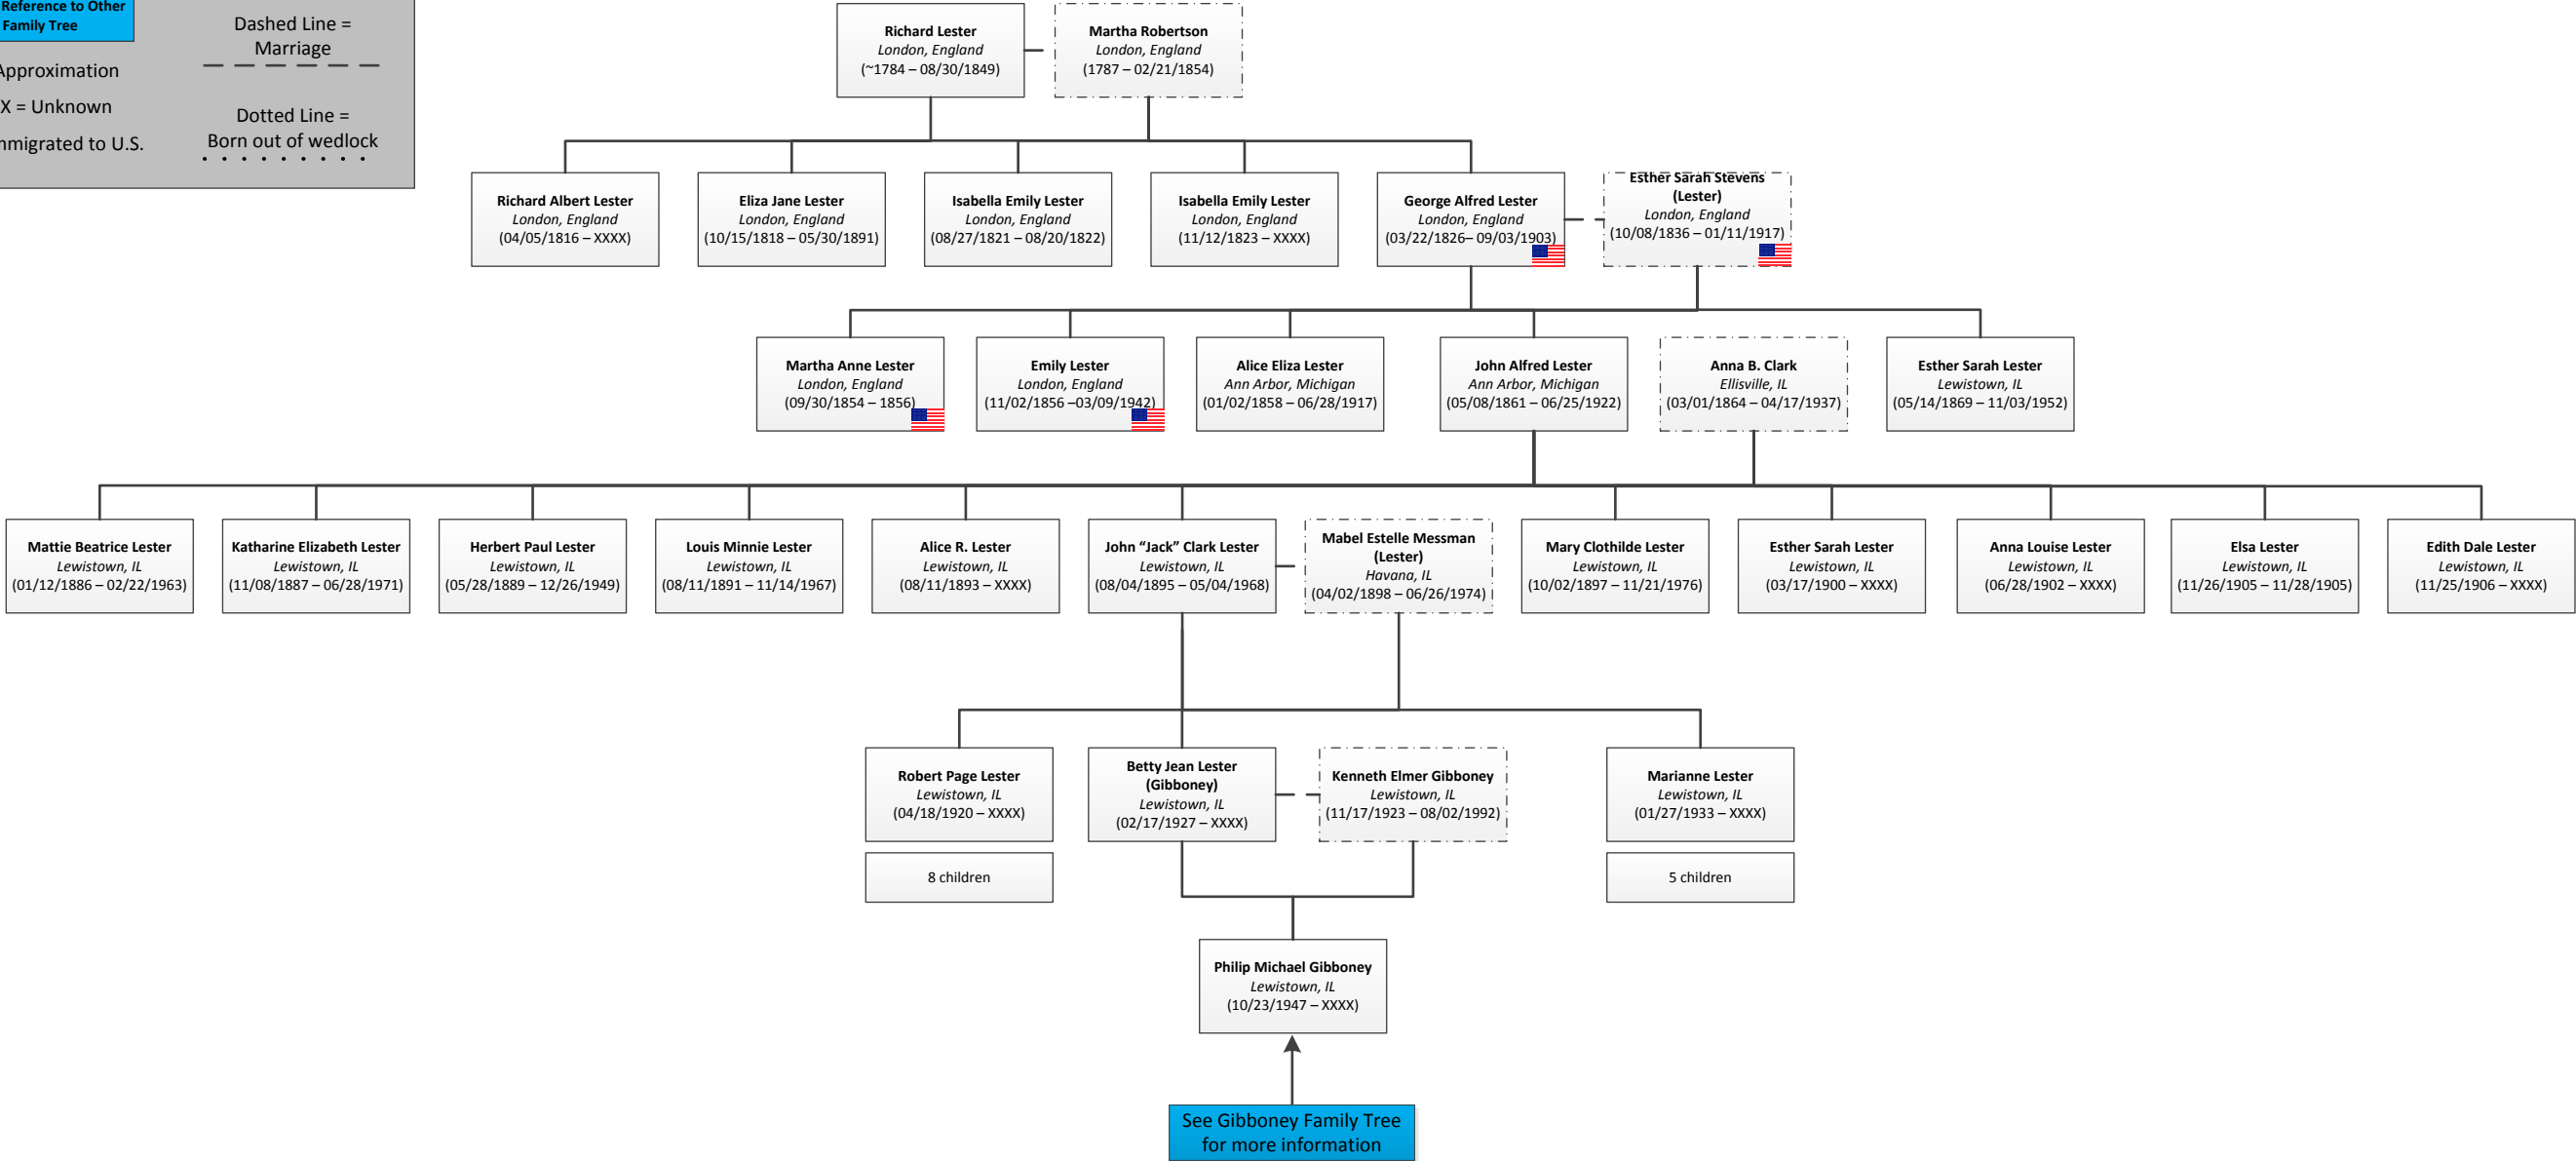 Reference to Other
Family Tree
Approximation
X = Unknown
mmigrated to U.S.
Dashed Line =
Marriage
Dotted Line =
Born out of wedlock
Richard Lester
London, England
(~1784 – 08/30/1849)
Martha Robertson
London, England
(1787 – 02/21/1854)
Richard Albert Lester
London, England
(04/05/1816 – XXXX)
Eliza Jane Lester
London, England
(10/15/1818 – 05/30/1891)
Isabella Emily Lester
London, England
(08/27/1821 – 08/20/1822)
Isabella Emily Lester
London, England
(11/12/1823 – XXXX)
George Alfred Lester
London, England
(03/22/1826– 09/03/1903)
Esther Sarah Stevens
(Lester)
London, England
(10/08/1836 – 01/11/1917)
Martha Anne Lester
London, England
(09/30/1854 – 1856)
Emily Lester
London, England
(11/02/1856 –03/09/1942)
Alice Eliza Lester
Ann Arbor, Michigan
(01/02/1858 – 06/28/1917)
John Alfred Lester
Ann Arbor, Michigan
(05/08/1861 – 06/25/1922)
Anna B. Clark
Ellisville, IL
(03/01/1864 – 04/17/1937)
Esther Sarah Lester
Lewistown, IL
(05/14/1869 – 11/03/1952)
Mattie Beatrice Lester
Lewistown, IL
(01/12/1886 – 02/22/1963)
Katharine Elizabeth Lester
Lewistown, IL
(11/08/1887 – 06/28/1971)
Herbert Paul Lester
Lewistown, IL
(05/28/1889 – 12/26/1949)
Louis Minnie Lester
Lewistown, IL
(08/11/1891 – 11/14/1967)
Alice R. Lester
Lewistown, IL
(08/11/1893 – XXXX)
John “Jack” Clark Lester
Lewistown, IL
(08/04/1895 – 05/04/1968)
Mabel Estelle Messman
(Lester)
Havana, IL
(04/02/1898 – 06/26/1974)
Mary Clothilde Lester
Lewistown, IL
(10/02/1897 – 11/21/1976)
Esther Sarah Lester
Lewistown, IL
(03/17/1900 – XXXX)
Anna Louise Lester
Lewistown, IL
(06/28/1902 – XXXX)
Elsa Lester
Lewistown, IL
(11/26/1905 – 11/28/1905)
Edith Dale Lester
Lewistown, IL
(11/25/1906 – XXXX)
Robert Page Lester
Lewistown, IL
(04/18/1920 – XXXX)
8 children
Betty Jean Lester
(Gibboney)
Lewistown, IL
(02/17/1927 – XXXX)
Kenneth Elmer Gibboney
Lewistown, IL
(11/17/1923 – 08/02/1992)
Marianne Lester
Lewistown, IL
(01/27/1933 – XXXX)
5 children
Philip Michael Gibboney
Lewistown, IL
(10/23/1947 – XXXX)
See Gibboney Family Tree
for more information